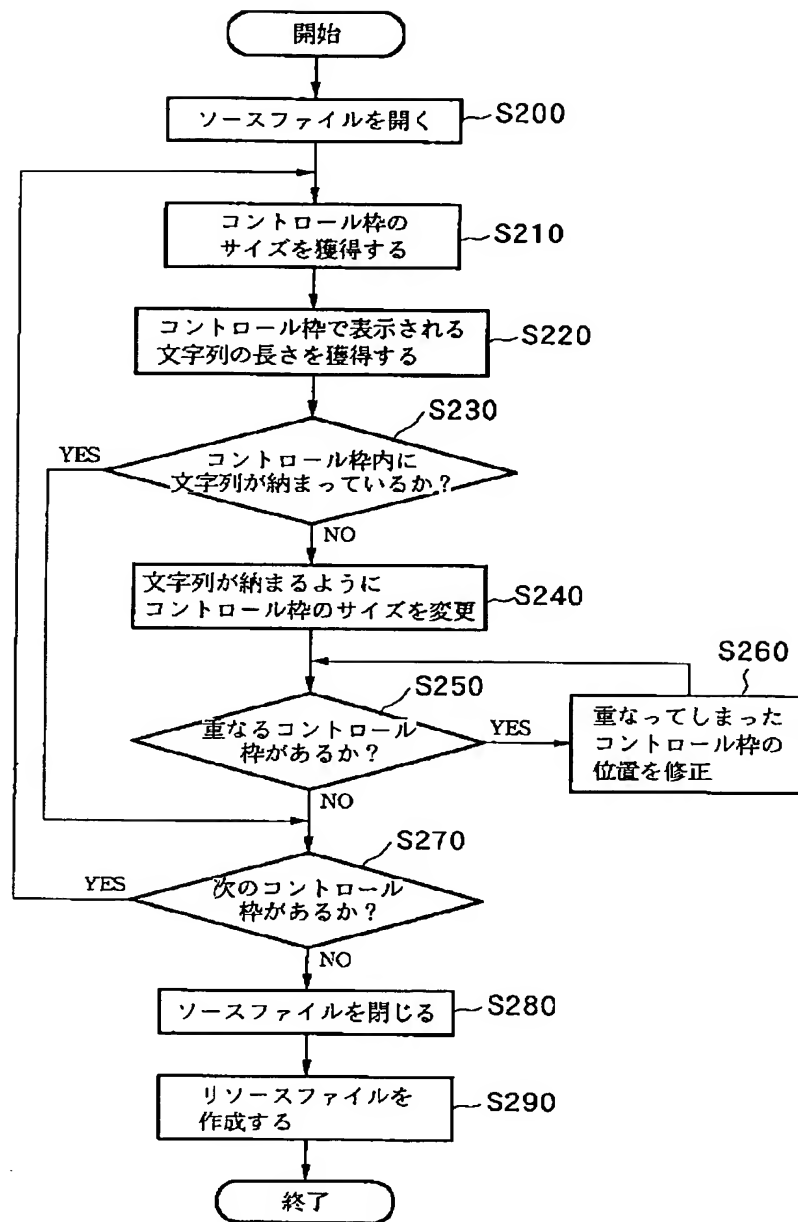 開始
ソースファイルを開く
S200
コントロール枠の
サイズを獲得する
S210
コントロール枠で表示される
文字列の長さを獲得する
S220
S230
YES
コントロール枠内に
文字列が納まっているか?
NO
文字列が納まるように
コントロール枠のサイズを変更
S240
S260
S250
重なるコントロール
枠があるか?
YES
重なってしまった
コントロール枠の
位置を修正
NO
S270
YES
次のコントロール
枠があるか?
NO
ソースファイルを閉じる
S280
リソースファイルを
作成する
S290
終了